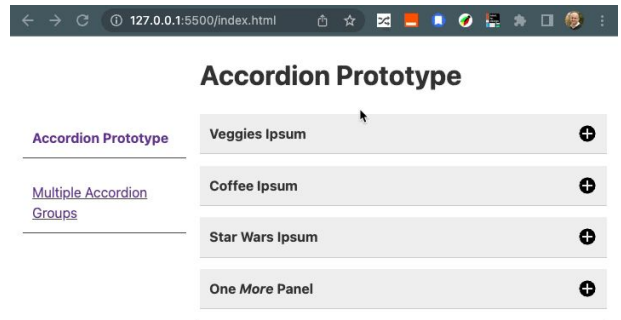 127.0.0.1:5500/index.html
Accordion Prototype
Accordion Prototype
Multiple Accordion
Groups
Veggies Ipsum
Coffee Ipsum
Star Wars Ipsum
One More Panel